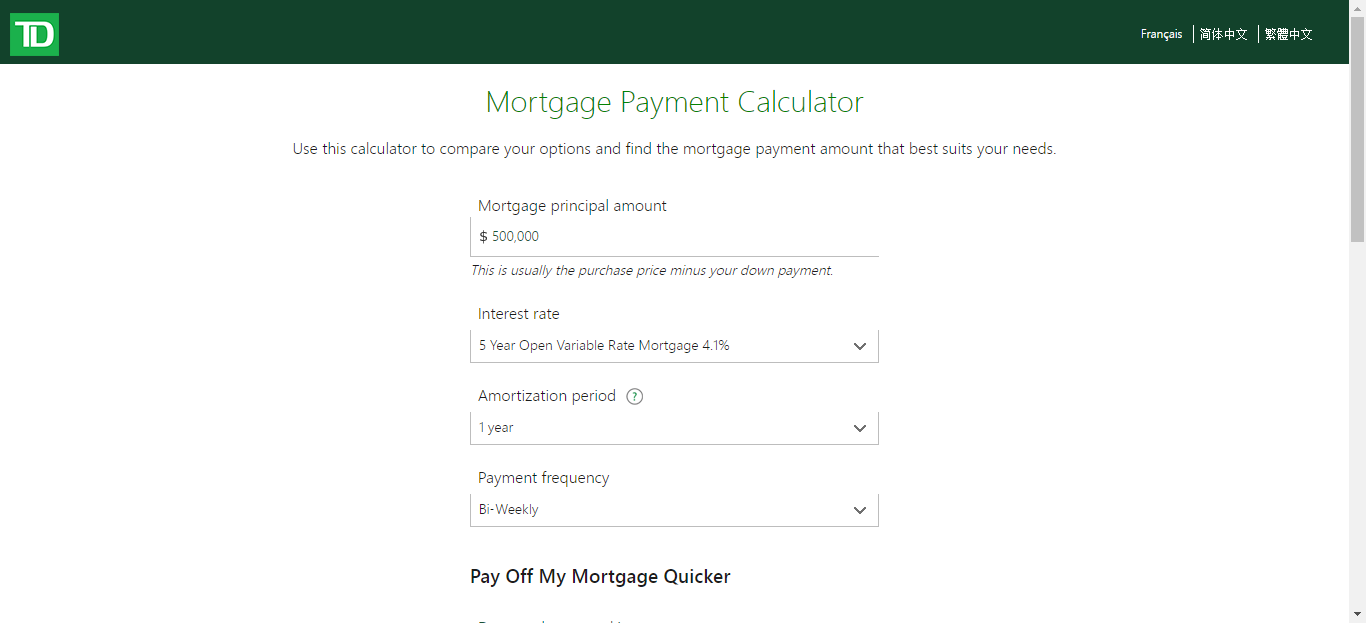 TD
Français
简体中文
繁體中文
Mortgage Payment Calculator
Use this calculator to compare your options and find the mortgage payment amount that best suits your needs.
Mortgage principal amount
$ 500,000
This is usually the purchase price minus your down payment.
Interest rate
5 Year Open Variable Rate Mortgage 4.1%
Amortization period ?
1 year
Payment frequency
Bi-Weekly
Pay Off My Mortgage Quicker